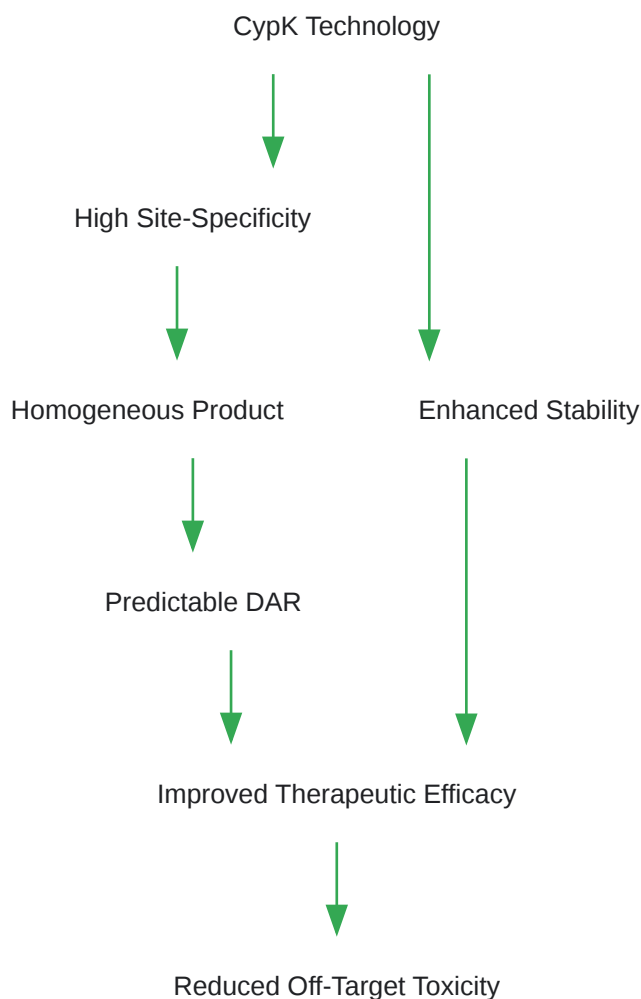 CypK Technology
High Site-Specificity
Homogeneous Product
Enhanced Stability
Predictable DAR
Improved Therapeutic Efficacy
Reduced Off-Target Toxicity